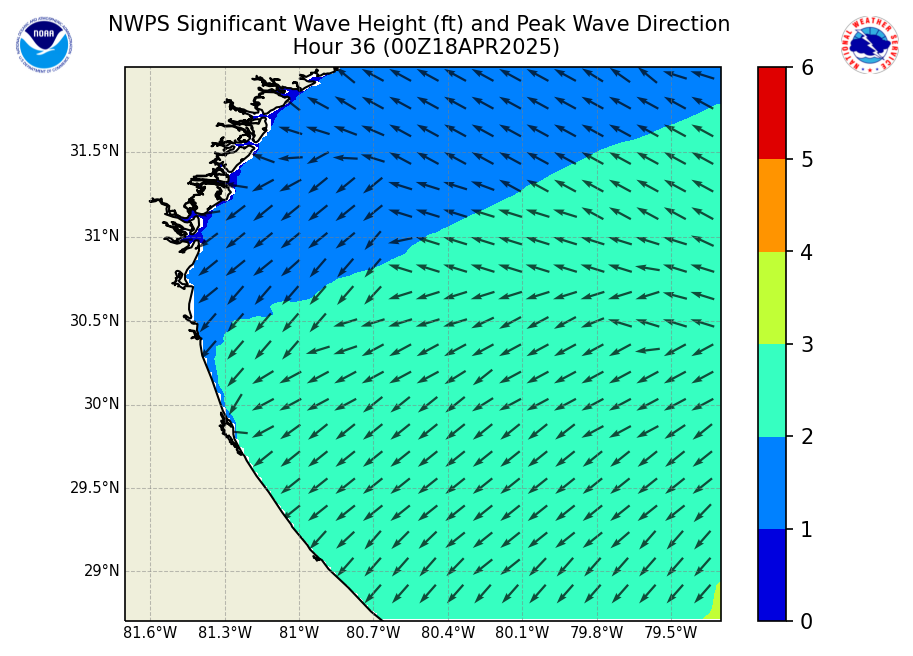 NWPS Significant Wave Height (ft) and Peak Wave Direction
Hour 36 (00Z18APR2025)
NOAA
NATIONAL WEATHER SERVICE
31.5°N
31°N
30.5°N
30°N
29.5°N
29°N
81.6°W 81.3°W 81°W 80.7°W 80.4°W 80.1°W 79.8°W 79.5°W
6
5
4
3
2
1
0